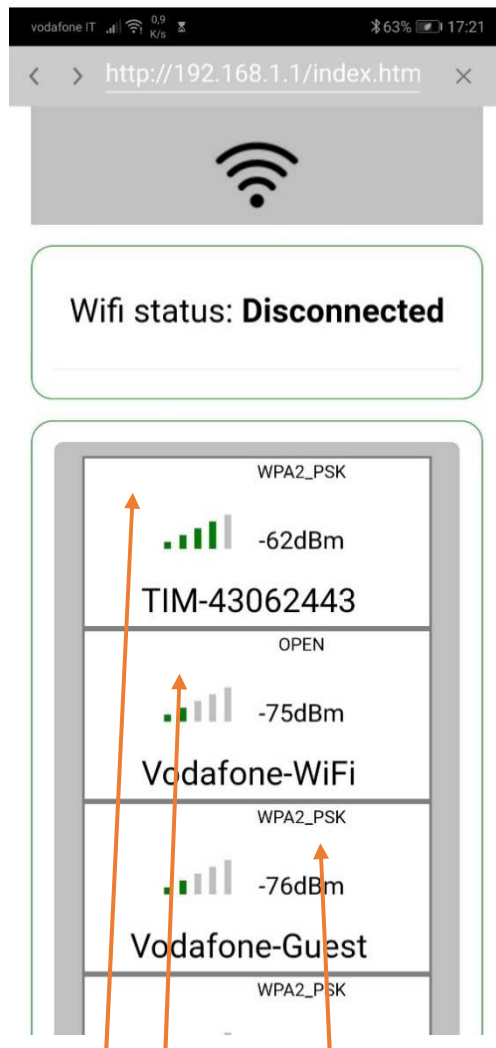 vodafone IT 0,9 K/s 63% 17:21
http://192.168.1.1/index.htm
Wifi status: Disconnected
WPA2_PSK
-62dBm
TIM-43062443
OPEN
-75dBm
Vodafone-WiFi
WPA2_PSK
-76dBm
Vodafone-Guest
WPA2_PSK